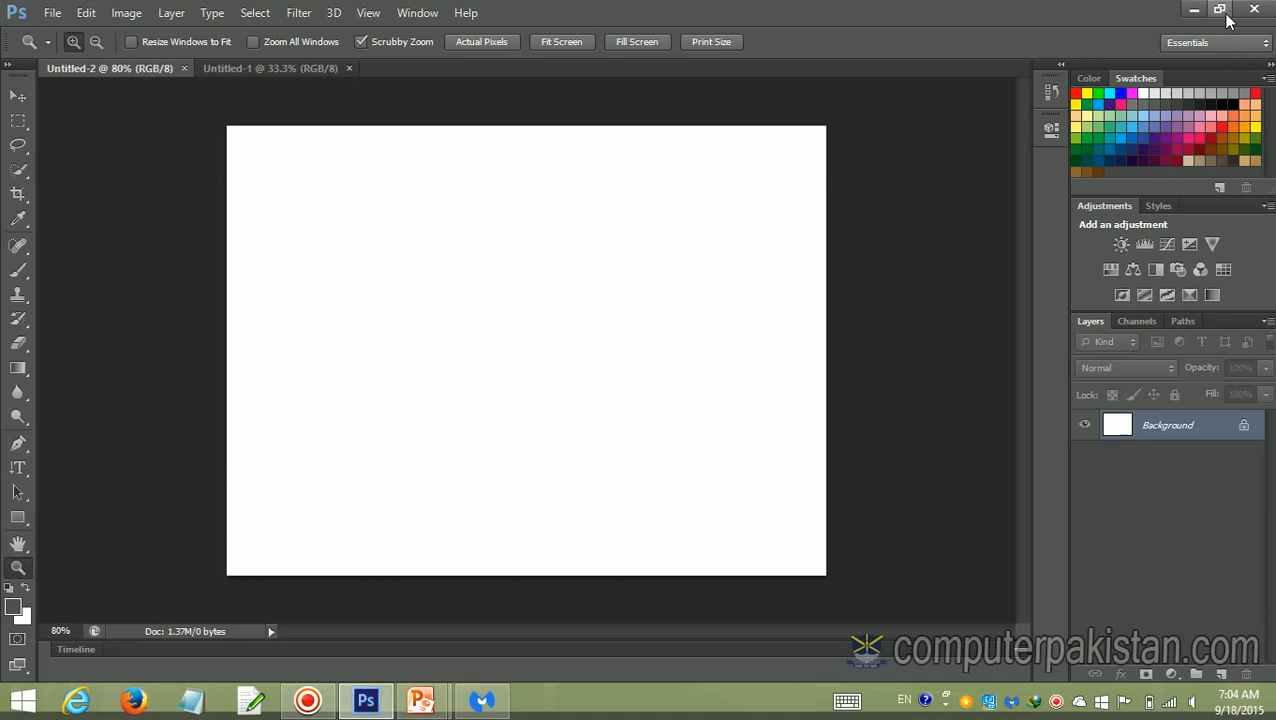 Ps File Edit Image Layer Type Select Filter 3D View Window Help
Resize Windows to Fit Zoom All Windows Scrubby Zoom Actual Pixels Fit Screen Fill Screen Print Size Essentials
Untitled-2 @ 80% (RGB/8) × Untitled-1 @ 33.3% (RGB/8) ×
Color Swatches
Adjustments Styles
Add an adjustment
Layers Channels Paths
Kind
Normal Opacity: 100%
Lock: Fill: 100%
Background
80% Doc: 1.37M/0 bytes
Timeline
computerpakistan.com
Ps EN 7:04 AM
9/18/2015